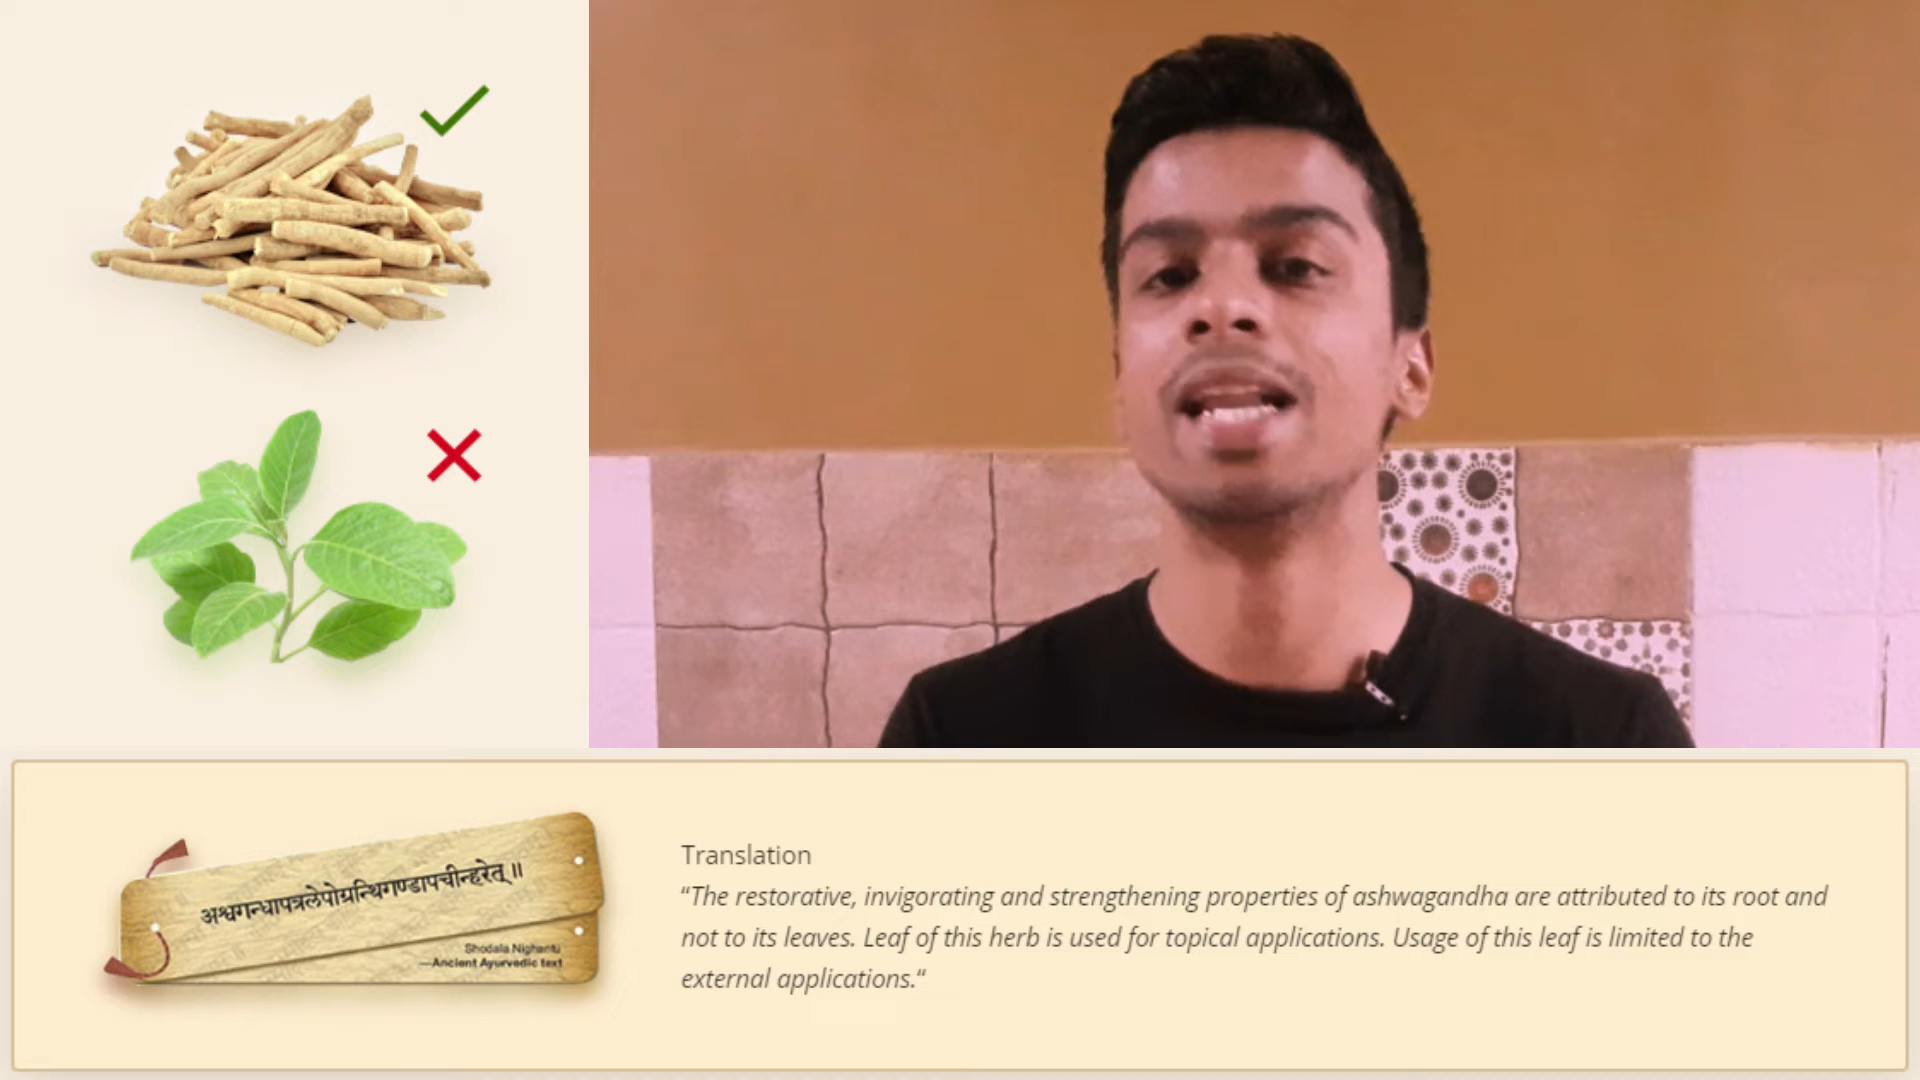 अश्वगन्धापत्रलेपोग्रन्थिगण्डापचीन्हरेत् ॥
Shodala Nighantu
—Ancient Ayurvedic text
Translation
“The restorative, invigorating and strengthening properties of ashwagandha are attributed to its root and
not to its leaves. Leaf of this herb is used for topical applications. Usage of this leaf is limited to the
external applications.“